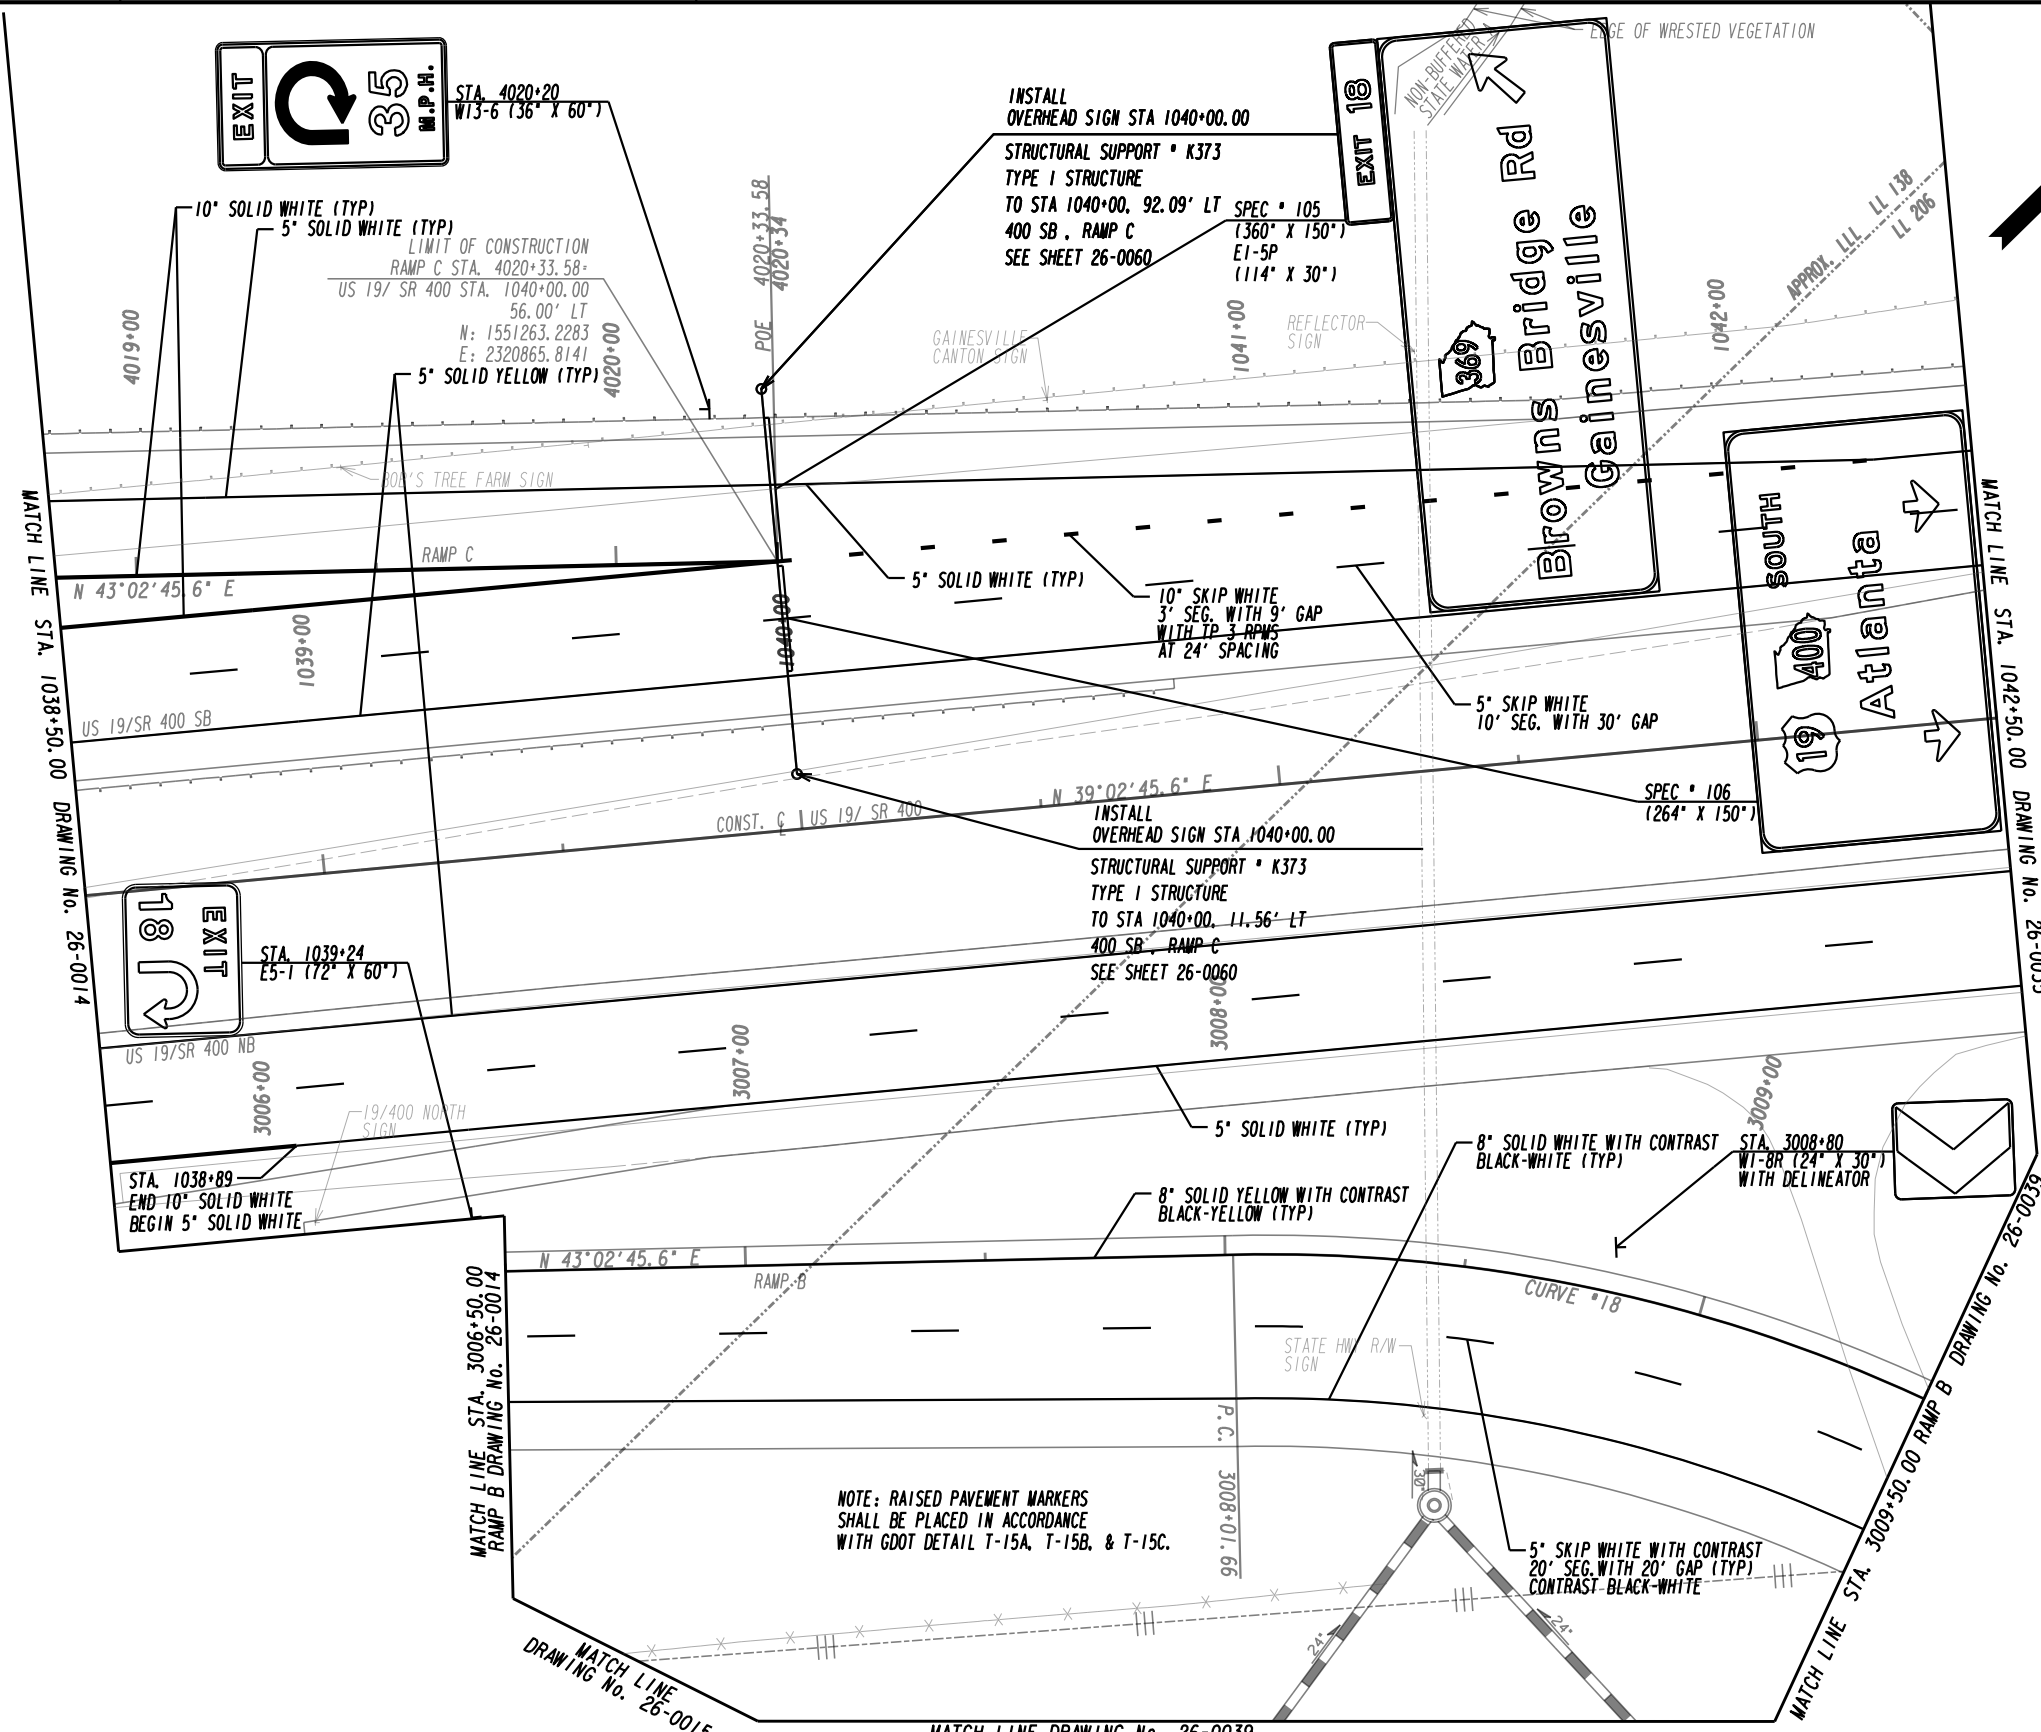 EXIT
35
M.P.H.
STA. 4020+20
W13-6 (36" X 60")
INSTALL
OVERHEAD SIGN STA 1040+00.00
STRUCTURAL SUPPORT # K373
TYPE I STRUCTURE
TO STA 1040+00, 92.09' LT
400 SB , RAMP C
SEE SHEET 26-0060
SPEC # 105
(360" X 150")
E1-5P
(114" X 30")
EXIT 18
Browns Bridge Rd
Gainesville
369
NON-BUFFERED
STATE WATER
EDGE OF WRESTED VEGETATION
APPROX. LLL
LL 138
LL 206
10" SOLID WHITE (TYP)
5" SOLID WHITE (TYP)
LIMIT OF CONSTRUCTION
RAMP C STA. 4020+33.58=
US 19/ SR 400 STA. 1040+00.00
56.00' LT
N: 1551263.2283
E: 2320865.8141
5" SOLID YELLOW (TYP)
4019+00
4020+00
POE 4020+33.58
4020+34
GAINESVILLE
CANTON SIGN
1041+00
REFLECTOR
SIGN
1042+00
BOB'S TREE FARM SIGN
RAMP C
N 43°02'45.6" E
1039+00
1040+00
5" SOLID WHITE (TYP)
10" SKIP WHITE
3' SEG. WITH 9' GAP
WITH TP 3 RPMS
AT 24' SPACING
5" SKIP WHITE
10' SEG. WITH 30' GAP
SOUTH
19
400
Atlanta
SPEC # 106
(264" X 150")
US 19/SR 400 SB
CONST. ℄ US 19/ SR 400
N 39°02'45.6" E
INSTALL
OVERHEAD SIGN STA 1040+00.00
STRUCTURAL SUPPORT # K373
TYPE I STRUCTURE
TO STA 1040+00, 11.56' LT
400 SB , RAMP C
SEE SHEET 26-0060
MATCH LINE STA. 1038+50.00 DRAWING No. 26-0014
MATCH LINE STA. 1042+50.00 DRAWING No.
EXIT
18
STA. 1039+24
E5-1 (72" X 60")
US 19/SR 400 NB
3006+00
3007+00
3008+00
3009+00
19/400 NORTH
SIGN
STA. 1038+89
END 10" SOLID WHITE
BEGIN 5" SOLID WHITE
5" SOLID WHITE (TYP)
8" SOLID WHITE WITH CONTRAST
BLACK-WHITE (TYP)
STA. 3008+80
W1-8R (24" X 30")
WITH DELINEATOR
8" SOLID YELLOW WITH CONTRAST
BLACK-YELLOW (TYP)
N 43°02'45.6" E
RAMP B
CURVE #18
STATE HWY R/W
SIGN
P.C. 3008+01.66
MATCH LINE STA. 3006+50.00
RAMP B DRAWING No. 26-0014
NOTE: RAISED PAVEMENT MARKERS
SHALL BE PLACED IN ACCORDANCE
WITH GDOT DETAIL T-15A, T-15B, & T-15C.
30"
24"
24"
5" SKIP WHITE WITH CONTRAST
20' SEG.WITH 20' GAP (TYP)
CONTRAST BLACK-WHITE
MATCH LINE STA. 3009+50.00 RAMP B DRAWING No. 26-0039
MATCH LINE
DRAWING No. 26-0015
MATCH LINE DRAWING No. 26-0039